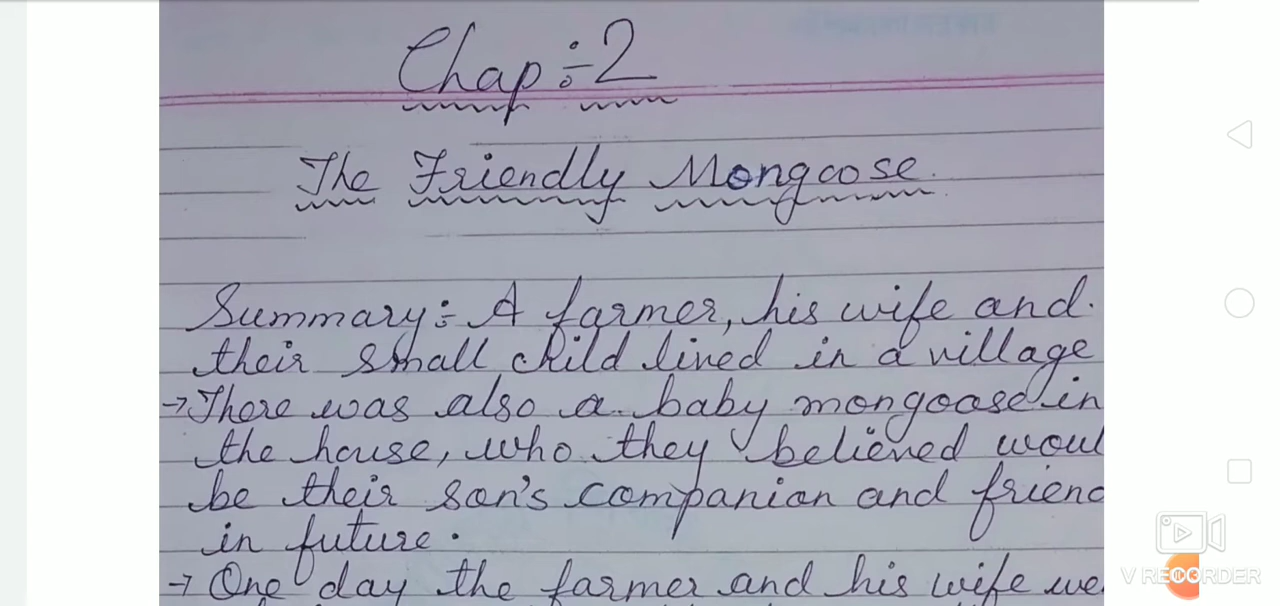 Chap :- 2
The Friendly Mongoose.
Summary :- A farmer, his wife and
their small child lived in a village
→ There was also a baby mongoose in
the house, who they believed woul
be their son's companion and frienc
in future.
→ One day the farmer and his wife we
V RECORDER